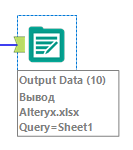 Output Data (10)
Вывод
Alteryx.xlsx
Query=Sheet1